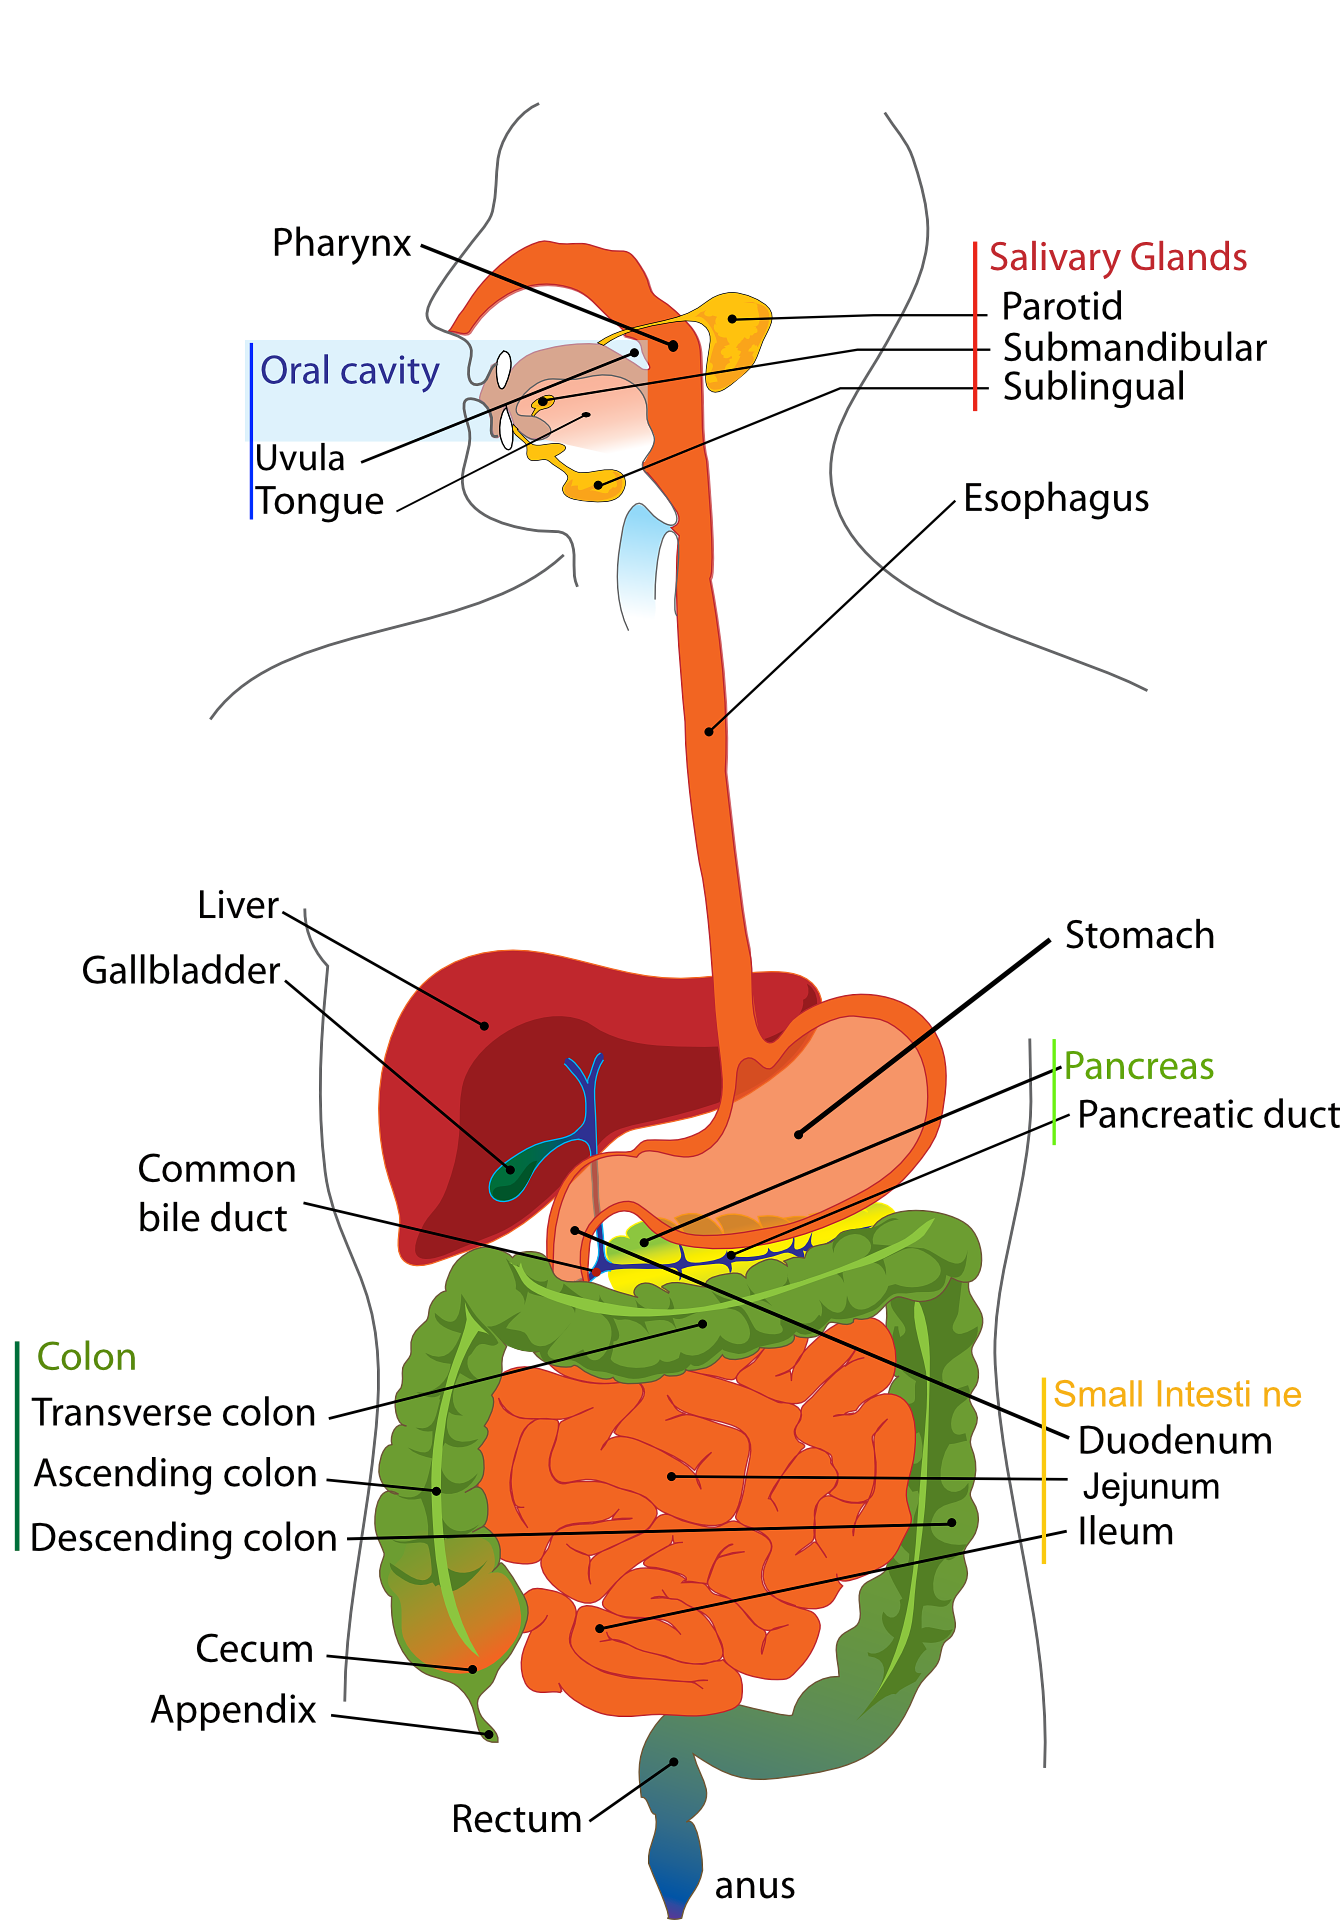 Pharynx
Salivary Glands
Parotid
Submandibular
Sublingual
Oral cavity
Uvula
Tongue
Esophagus
Liver
Gallbladder
Stomach
Pancreas
Pancreatic duct
Common
bile duct
Colon
Transverse colon
Ascending colon
Descending colon
Small Intesti ne
Duodenum
Jejunum
Ileum
Cecum
Appendix
Rectum
anus